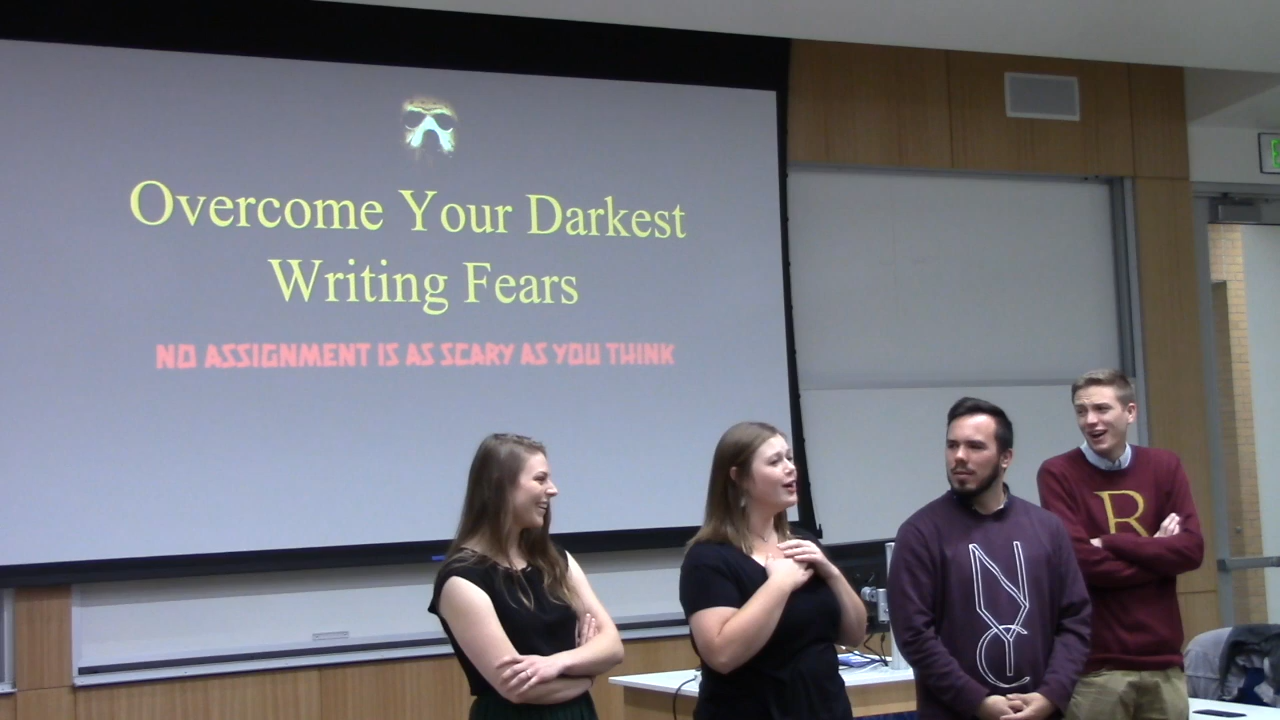 Overcome Your Darkest
Writing Fears
NO ASSIGNMENT IS AS SCARY AS YOU THINK
NYC
R